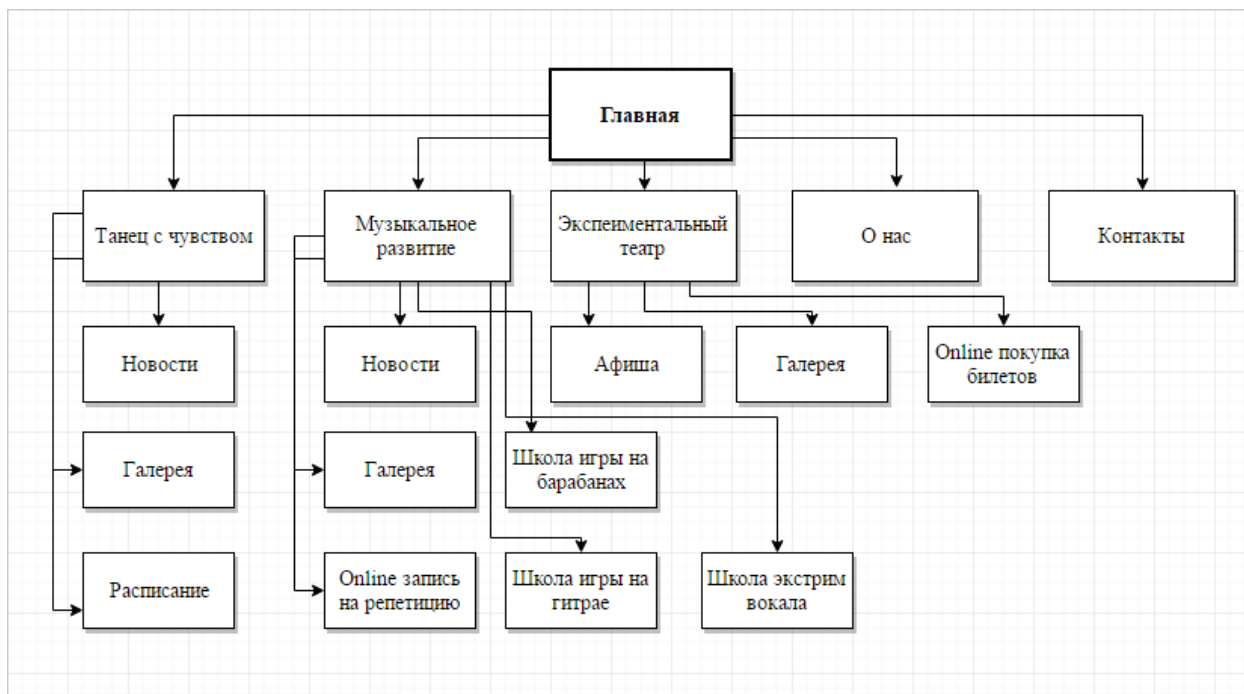 Главная
Танец с чувством
Музыкальное
развитие
Экспеиментальный
театр
О нас
Контакты
Новости
Новости
Афиша
Галерея
Online покупка
билетов
Галерея
Галерея
Школа игры на
барабанах
Расписание
Online запись
на репетицию
Школа игры на
гитрае
Школа экстрим
вокала